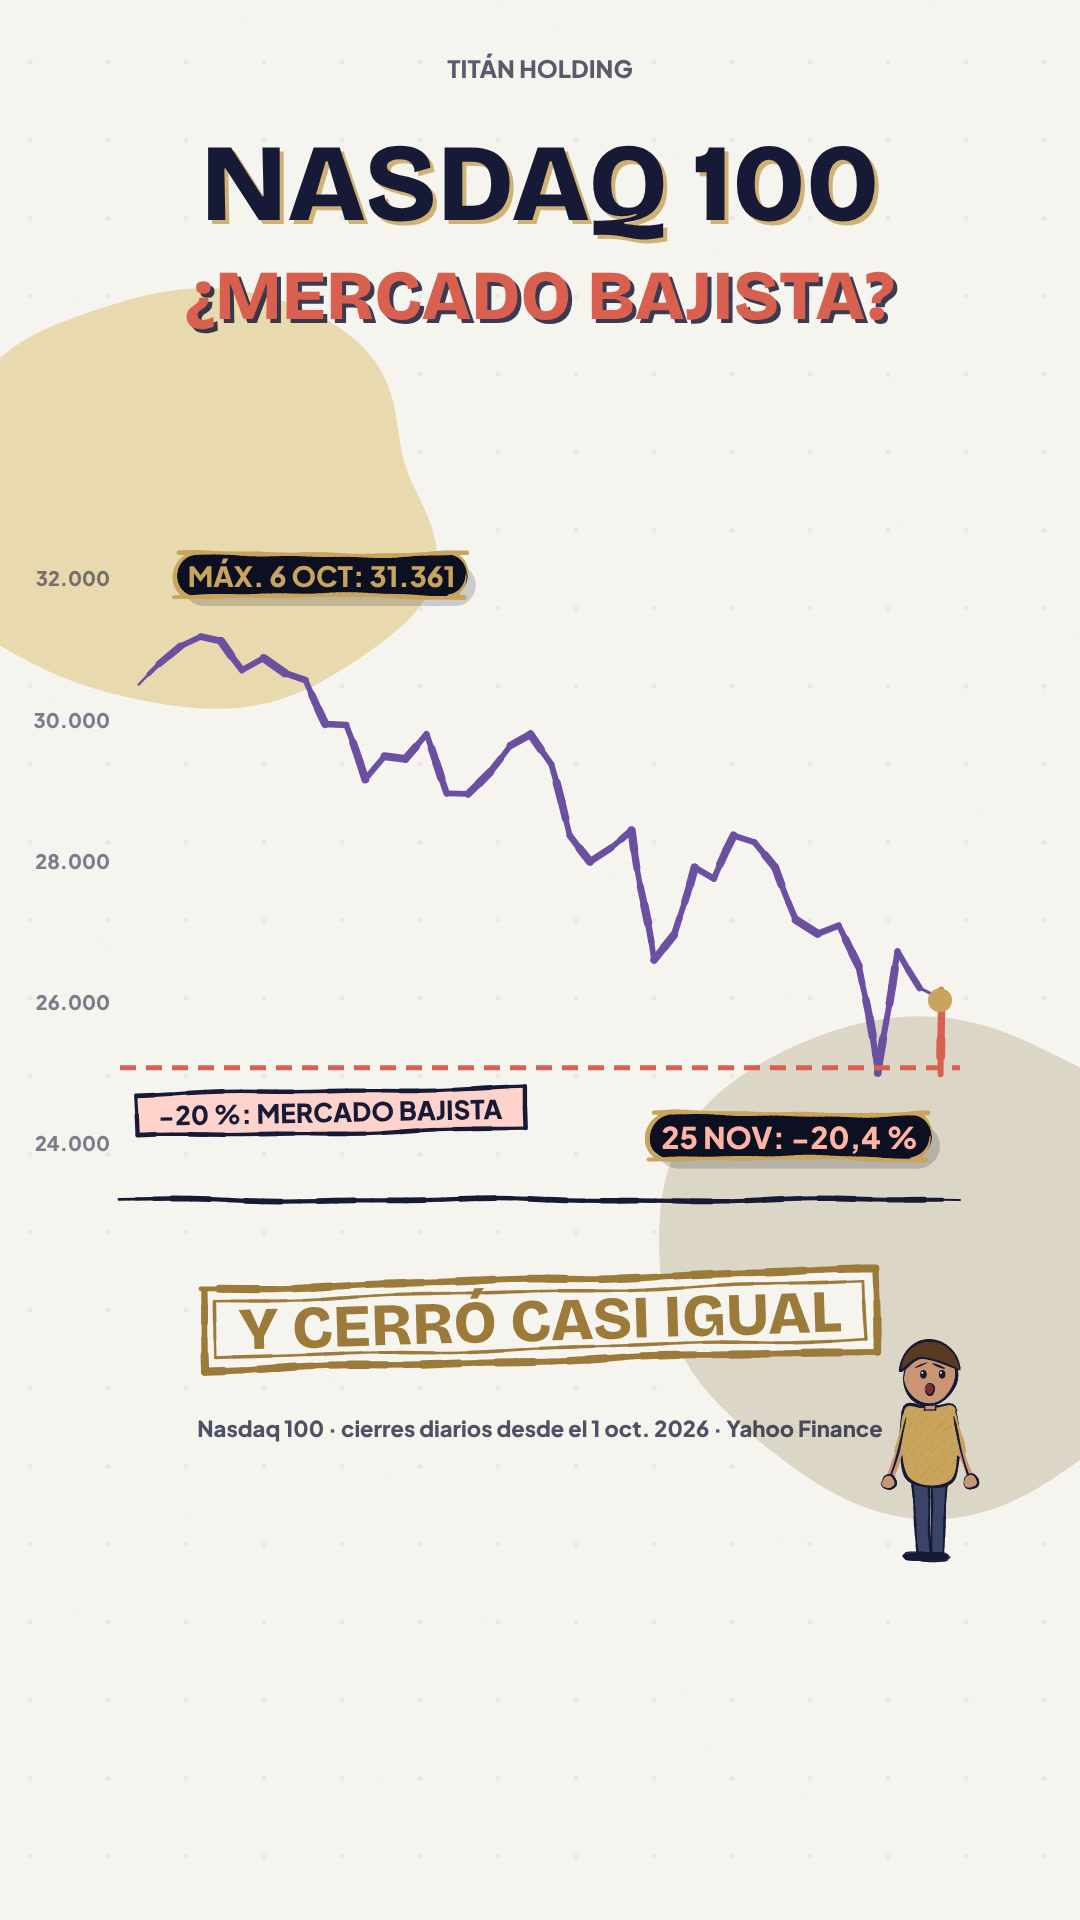 TITÁN HOLDING
NASDAQ 100
¿MERCADO BAJISTA?
32.000
MÁX. 6 OCT: 31.361
30.000
28.000
26.000
−20 %: MERCADO BAJISTA
24.000
25 NOV: −20,4 %
Y CERRÓ CASI IGUAL
Nasdaq 100 · cierres diarios desde el 1 oct. 2026 · Yahoo Finance